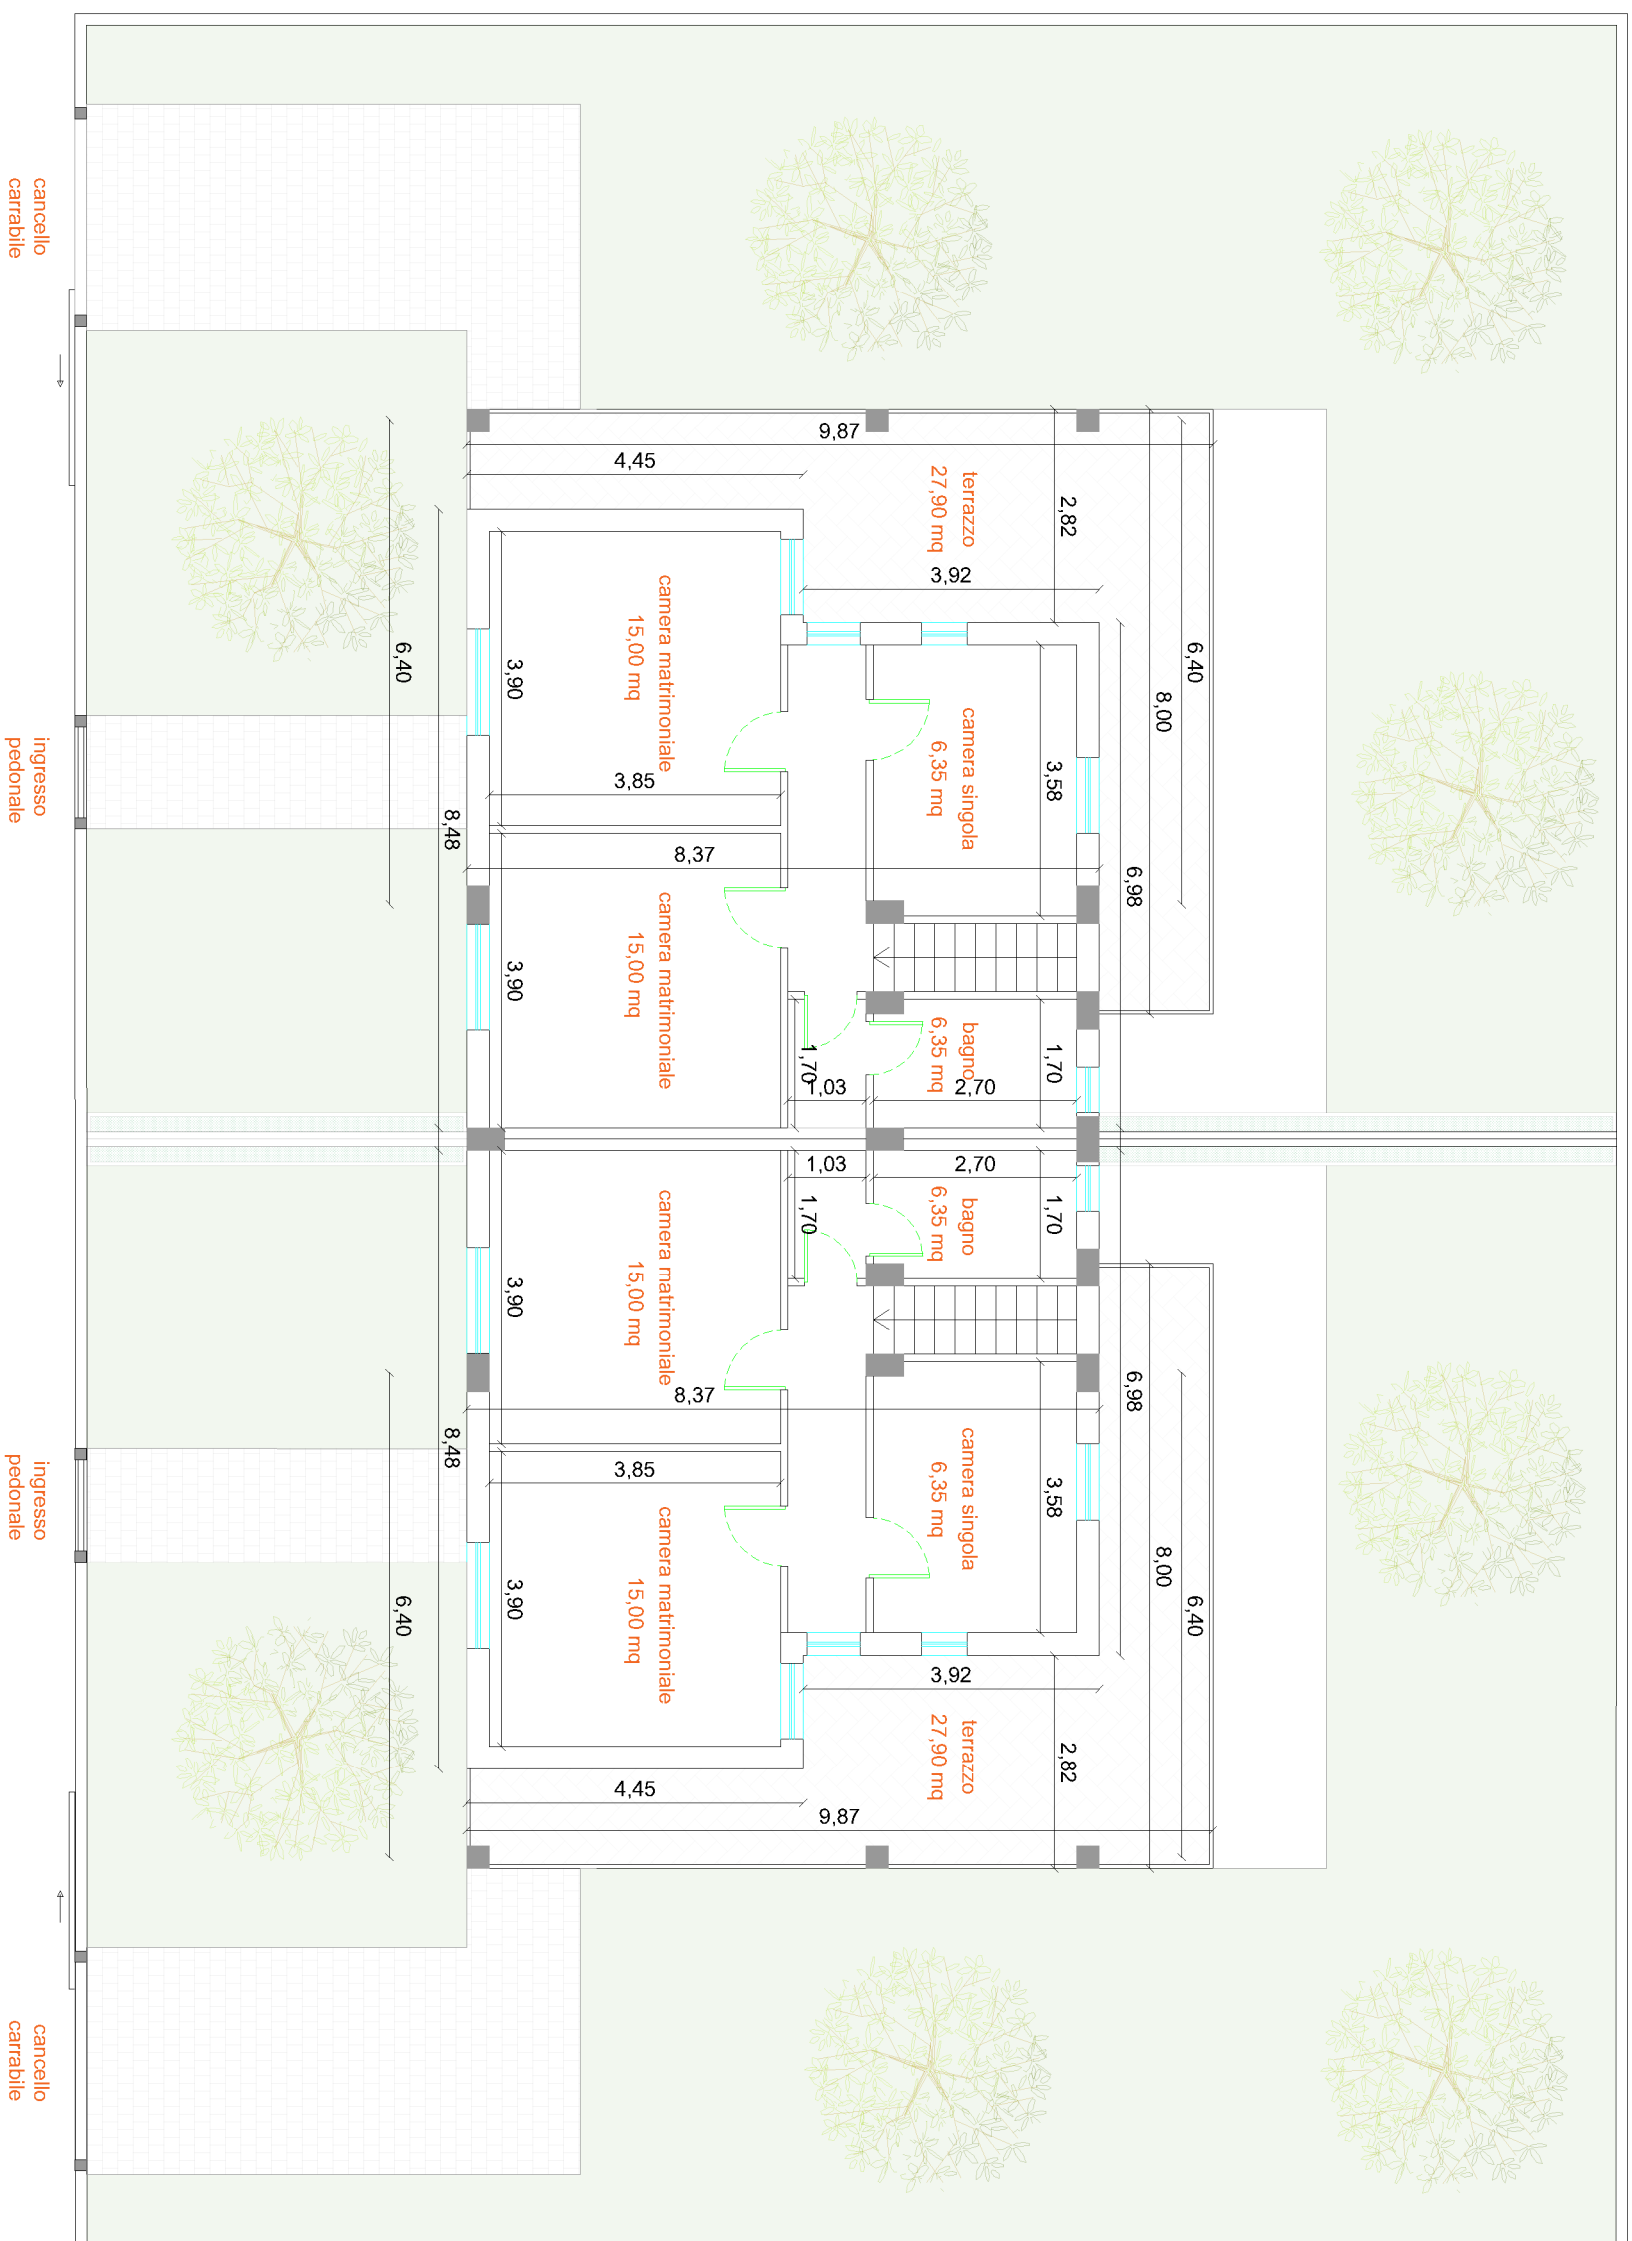 cancello
carrabile
ingresso
pedonale
ingresso
pedonale
cancello
carrabile
9,87
4,45
terrazzo
27,90 mq
2,82
3,92
6,40
8,00
6,40
camera matrimoniale
15,00 mq
3,90
3,85
camera singola
6,35 mq
3,58
8,48
8,37
6,98
camera matrimoniale
15,00 mq
3,90
bagno
6,35 mq
1,70
1,70
1,03
2,70
1,03
2,70
bagno
6,35 mq
1,70
1,70
camera matrimoniale
15,00 mq
3,90
8,37
6,98
8,48
3,85
camera singola
6,35 mq
3,58
camera matrimoniale
15,00 mq
3,90
6,40
8,00
6,40
3,92
terrazzo
27,90 mq
2,82
4,45
9,87